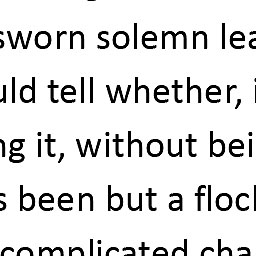 sworn solemn lea
uld tell whether, i
ng it, without bei
s been but a floc
complicated cha